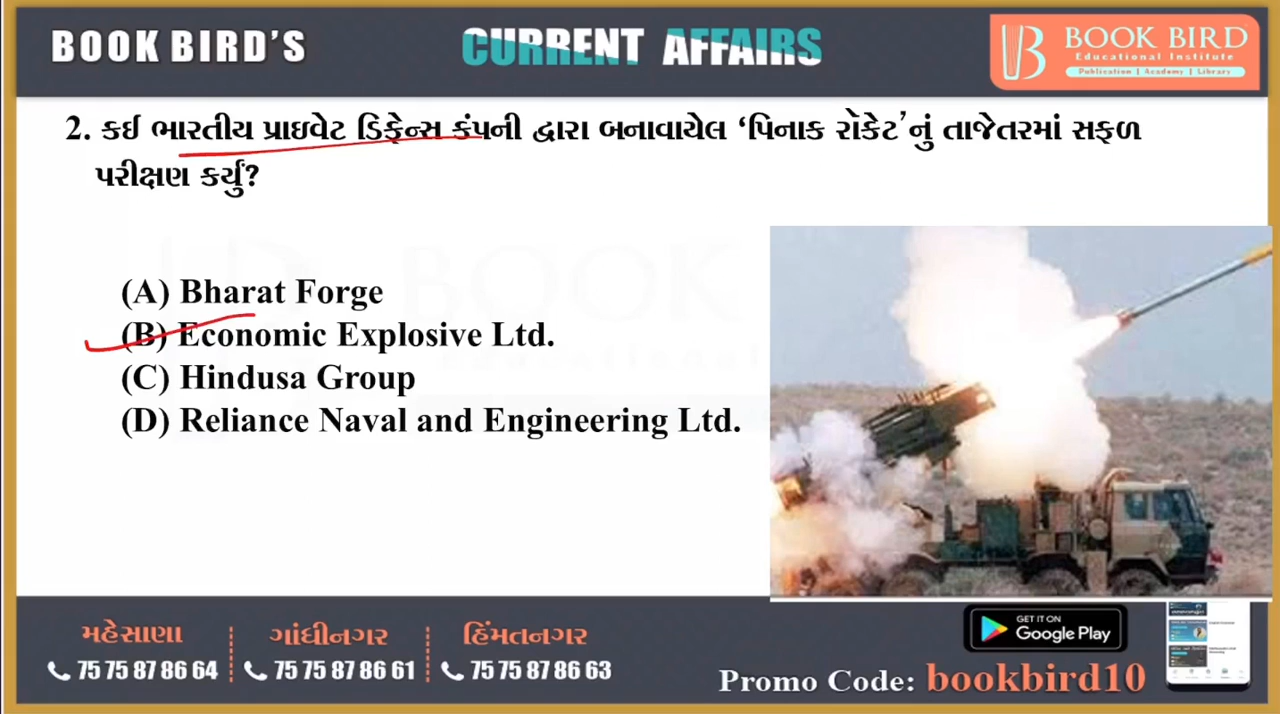 BOOK BIRD'S
CURRENT AFFAIRS
BOOK BIRD
Educational Institute
Publication | Academy | Library
2. કઈ ભારતીય પ્રાઇવેટ ડિફેન્સ કંપની દ્વારા બનાવાયેલ ‘પિનાક રોકેટ’નું તાજેતરમાં સફળ
પરીક્ષણ કર્યું?
(A) Bharat Forge
(B) Economic Explosive Ltd.
(C) Hindusa Group
(D) Reliance Naval and Engineering Ltd.
મહેસાણા
75 75 87 86 64
ગાંધીનગર
75 75 87 86 61
હિંમતનગર
75 75 87 86 63
GET IT ON
Google Play
Promo Code: bookbird10